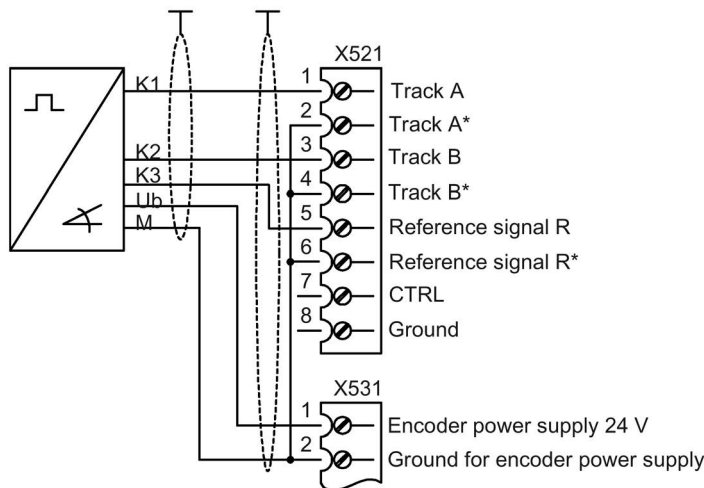 X521
K1
1
Track A
2
Track A*
K2
3
Track B
K3
4
Track B*
Ub
5
Reference signal R
M
6
Reference signal R*
7
CTRL
8
Ground
X531
1
Encoder power supply 24 V
2
Ground for encoder power supply